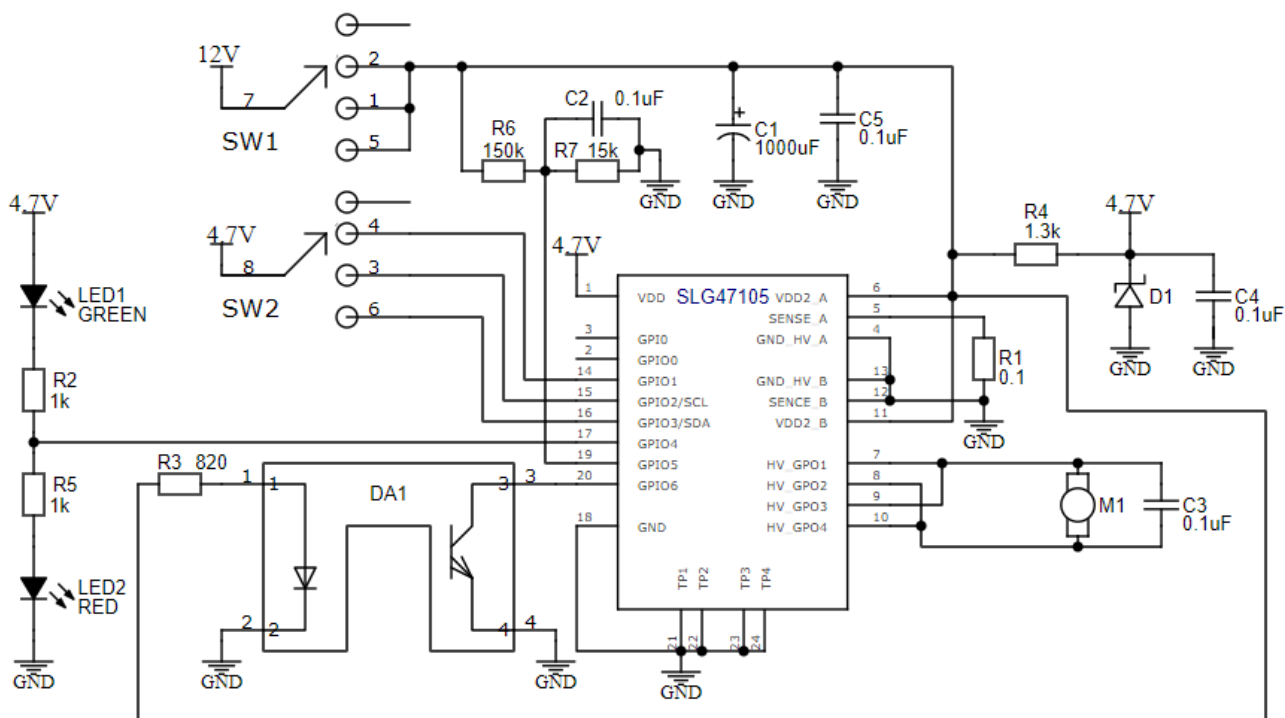 12V
7
SW1
2
1
5
C2 0.1uF
R6
150k
R7 15k
GND
C1
1000uF
GND
C5
0.1uF
GND
4.7V
8
SW2
4
3
6
4.7V
LED1
GREEN
R2
1k
R5
1k
LED2
RED
GND
R3 820
1 1
2 2
GND
DA1
3 3
4 4
GND
4.7V
SLG47105
1 VDD
3 GPI0
2 GPIO0
14 GPIO1
15 GPIO2/SCL
16 GPIO3/SDA
17 GPIO4
19 GPIO5
20 GPIO6
18 GND
VDD2_A 6
SENSE_A 5
GND_HV_A 4
GND_HV_B 13
SENCE_B 12
VDD2_B 11
HV_GPO1 7
HV_GPO2 8
HV_GPO3 9
HV_GPO4 10
TP1 TP2 TP3 TP4
21 22 23 24
GND
R4
1.3k
4.7V
D1
GND
C4
0.1uF
GND
R1
0.1
GND
M1
C3
0.1uF